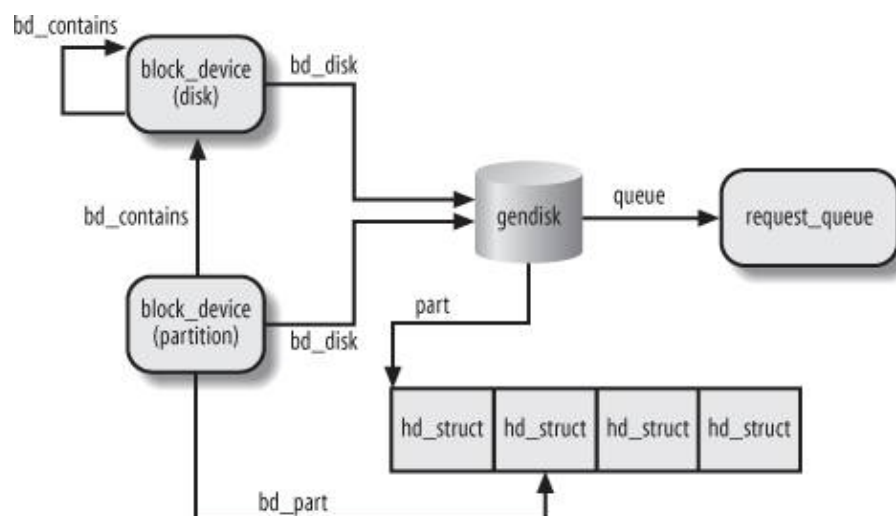 bd_contains
block_device
(disk)
bd_disk
bd_contains
gendisk
queue
request_queue
block_device
(partition)
bd_disk
part
hd_struct hd_struct hd_struct hd_struct
bd_part